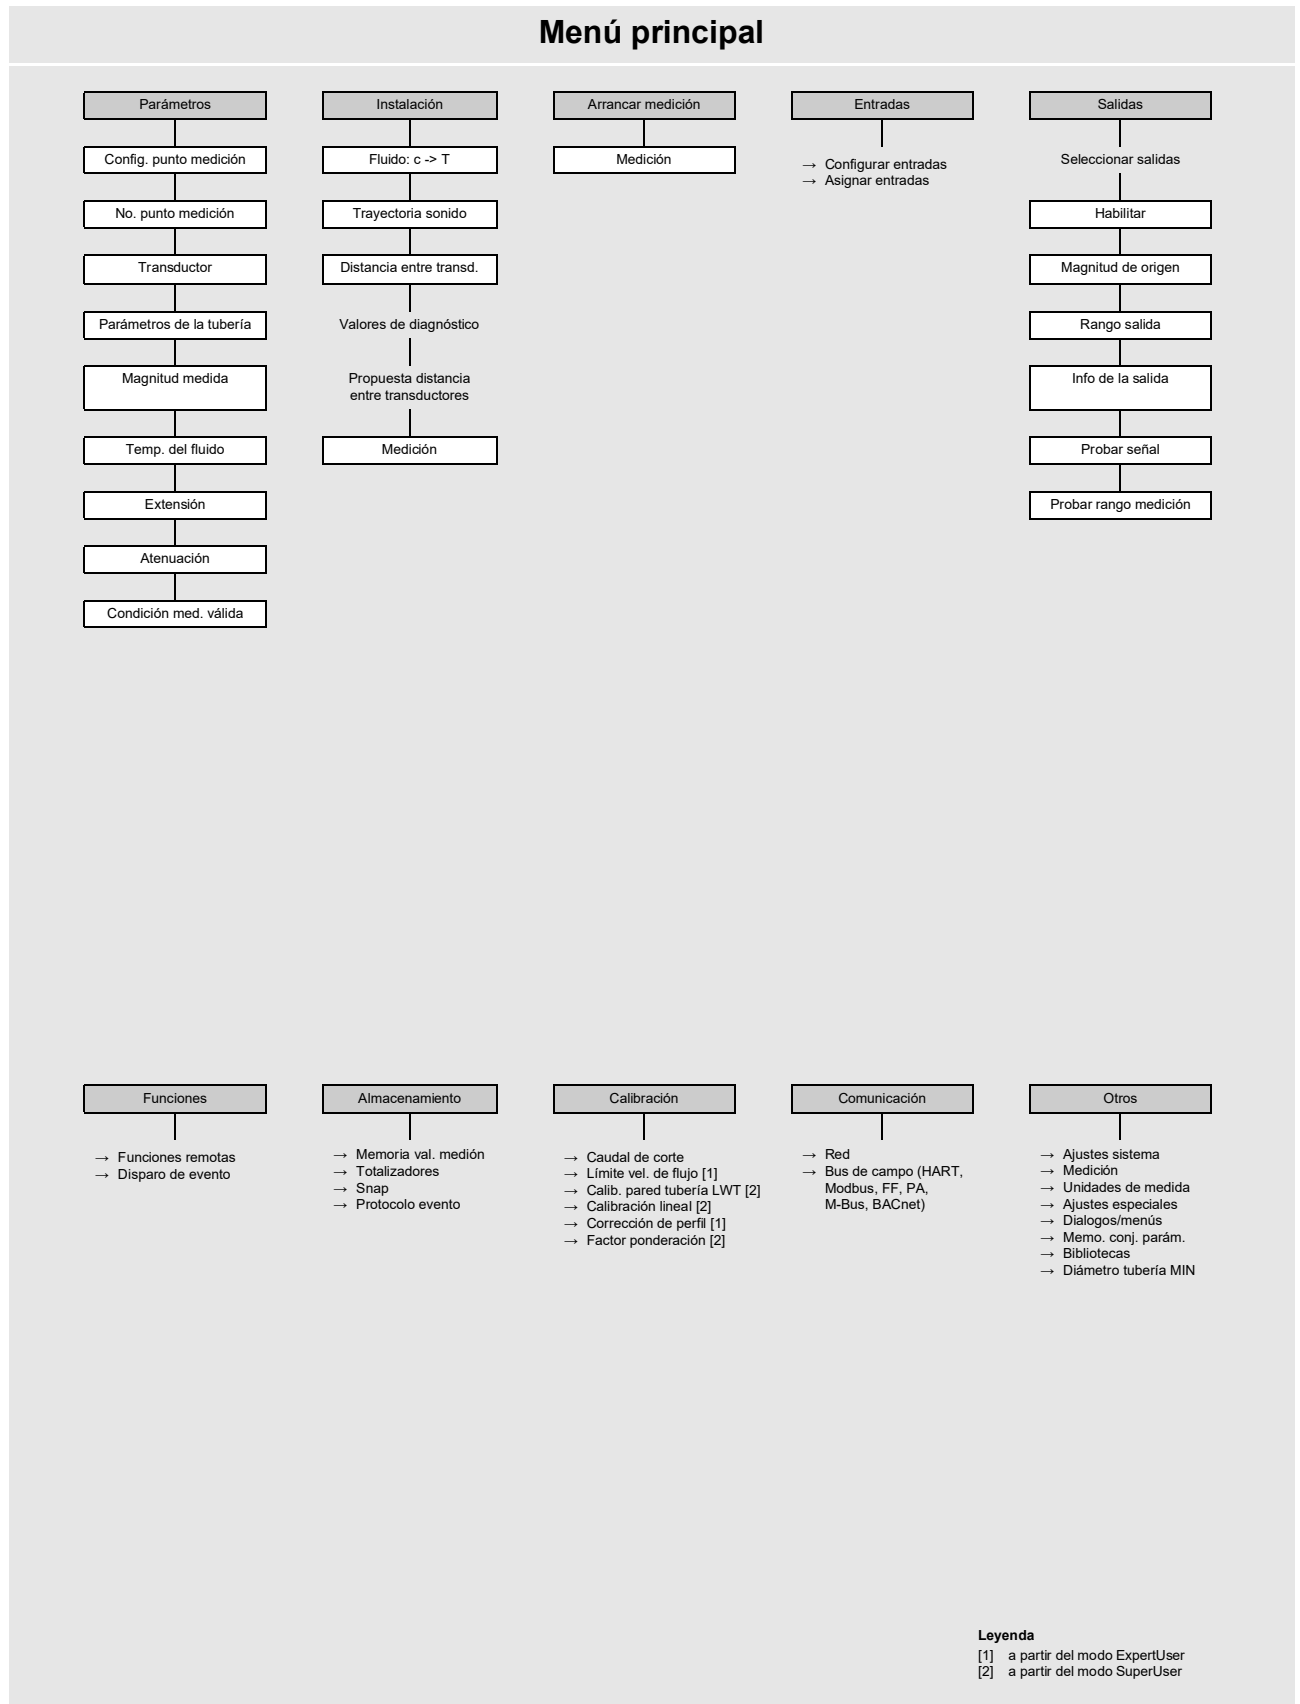 Menú principal
Parámetros
Config. punto medición
No. punto medición
Transductor
Parámetros de la tubería
Magnitud medida
Temp. del fluido
Extensión
Atenuación
Condición med. válida
Instalación
Fluido: c -> T
Trayectoria sonido
Distancia entre transd.
Valores de diagnóstico
Propuesta distancia
entre transductores
Medición
Arrancar medición
Medición
Entradas
→ Configurar entradas
→ Asignar entradas
Salidas
Seleccionar salidas
Habilitar
Magnitud de origen
Rango salida
Info de la salida
Probar señal
Probar rango medición
Funciones
→ Funciones remotas
→ Disparo de evento
Almacenamiento
→ Memoria val. medión
→ Totalizadores
→ Snap
→ Protocolo evento
Calibración
→ Caudal de corte
→ Límite vel. de flujo [1]
→ Calib. pared tubería LWT [2]
→ Calibración lineal [2]
→ Corrección de perfil [1]
→ Factor ponderación [2]
Comunicación
→ Red
→ Bus de campo (HART,
Modbus, FF, PA,
M-Bus, BACnet)
Otros
→ Ajustes sistema
→ Medición
→ Unidades de medida
→ Ajustes especiales
→ Dialogos/menús
→ Memo. conj. parám.
→ Bibliotecas
→ Diámetro tubería MIN
Leyenda
[1] a partir del modo ExpertUser
[2] a partir del modo SuperUser